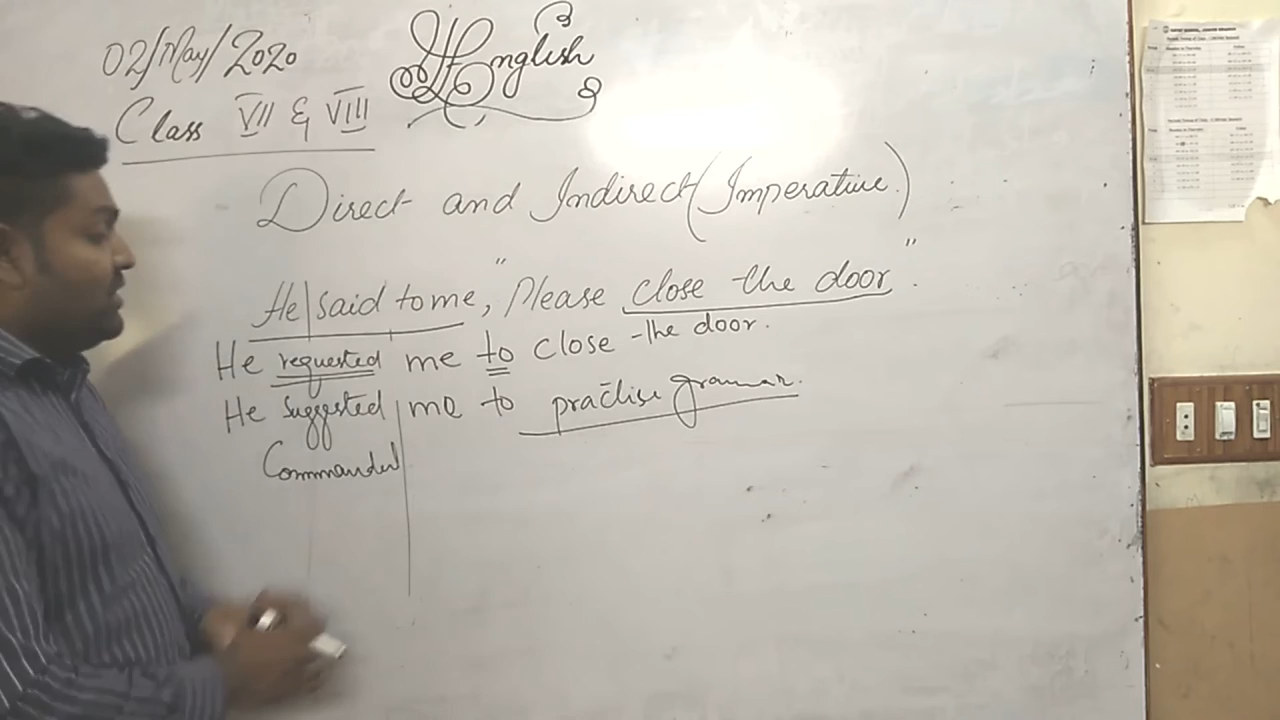 02/May/2020
English
Class VII & VIII
Direct and Indirect (Imperative.)
He said to me, "Please close the door".
He requested me to close the door.
He suggested me to practise grammar.
Commanded